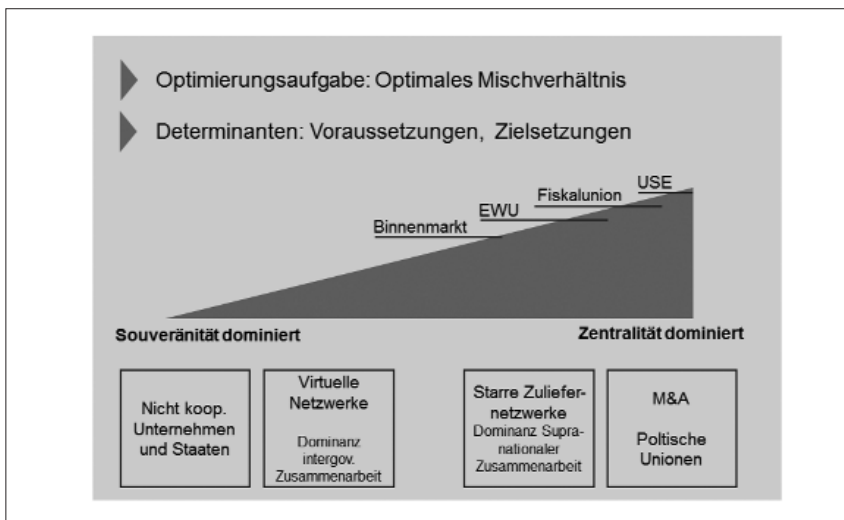 Optimierungsaufgabe: Optimales Mischverhältnis
Determinanten: Voraussetzungen, Zielsetzungen
USE
Fiskalunion
EWU
Binnenmarkt
Souveränität dominiert
Zentralität dominiert
Nicht koop.
Unternehmen
und Staaten
Virtuelle
Netzwerke
Dominanz
intergov.
Zusammenarbeit
Starre Zuliefer-
netzwerke
Dominanz Supra-
nationaler
Zusammenarbeit
M&A
Poltische
Unionen